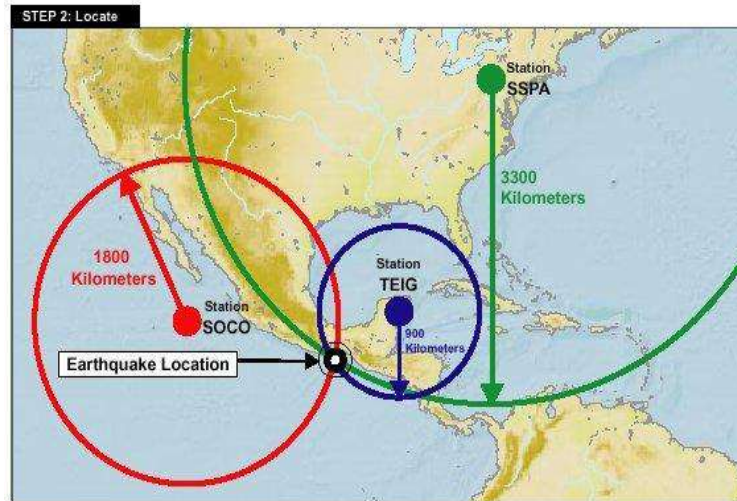 STEP 2: Locate
Station
SSPA
3300
Kilometers
1800
Kilometers
Station
TEIG
Station
SOCO
900
Kilometers
Earthquake Location